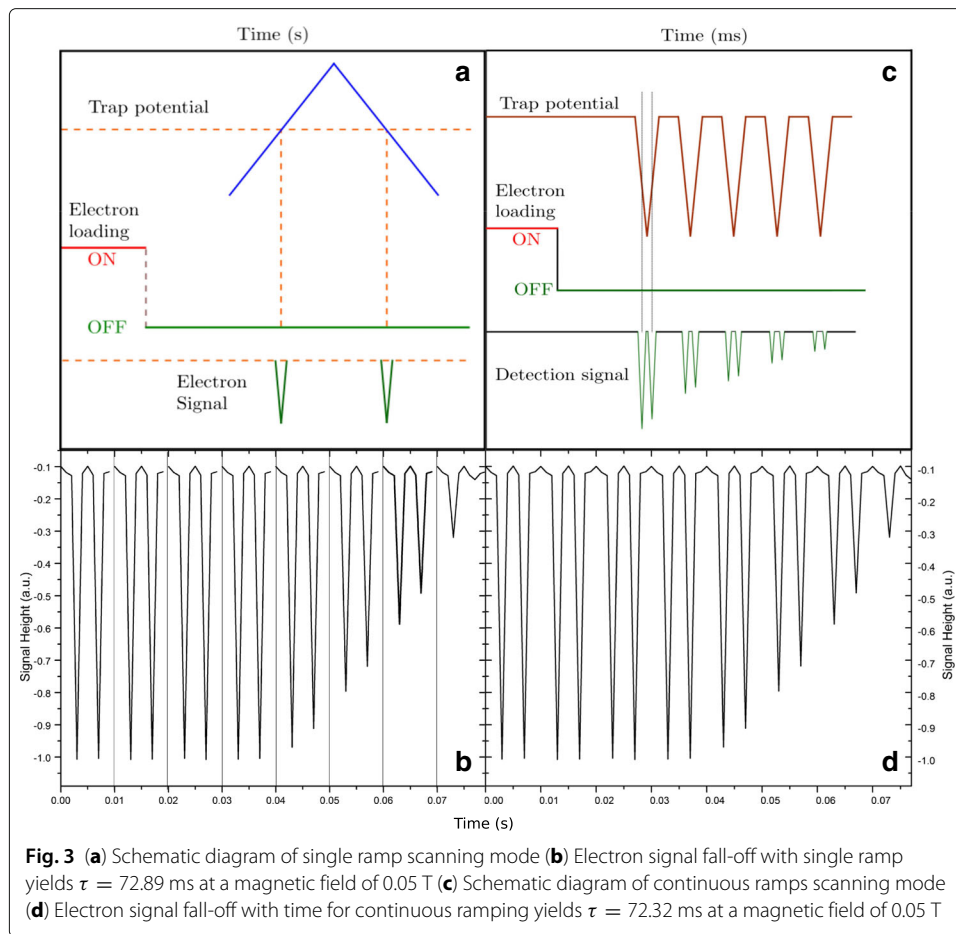 Time (s)
a
Trap potential
Electron
loading
ON
OFF
Electron
Signal
Time (ms)
c
Trap potential
Electron
loading
ON
OFF
Detection signal
-0.1
-0.2
-0.3
-0.4
-0.5
-0.6
-0.7
-0.8
-0.9
-1.0
Signal Height (a.u.)
b
0.00 0.01 0.02 0.03 0.04 0.05 0.06 0.07
d
0.00 0.01 0.02 0.03 0.04 0.05 0.06 0.07
-0.1
-0.2
-0.3
-0.4
-0.5
-0.6
-0.7
-0.8
-0.9
-1.0
Signal Height (a.u.)
Time (s)
Fig. 3 (a) Schematic diagram of single ramp scanning mode (b) Electron signal fall-off with single ramp
yields τ = 72.89 ms at a magnetic field of 0.05 T (c) Schematic diagram of continuous ramps scanning mode
(d) Electron signal fall-off with time for continuous ramping yields τ = 72.32 ms at a magnetic field of 0.05 T